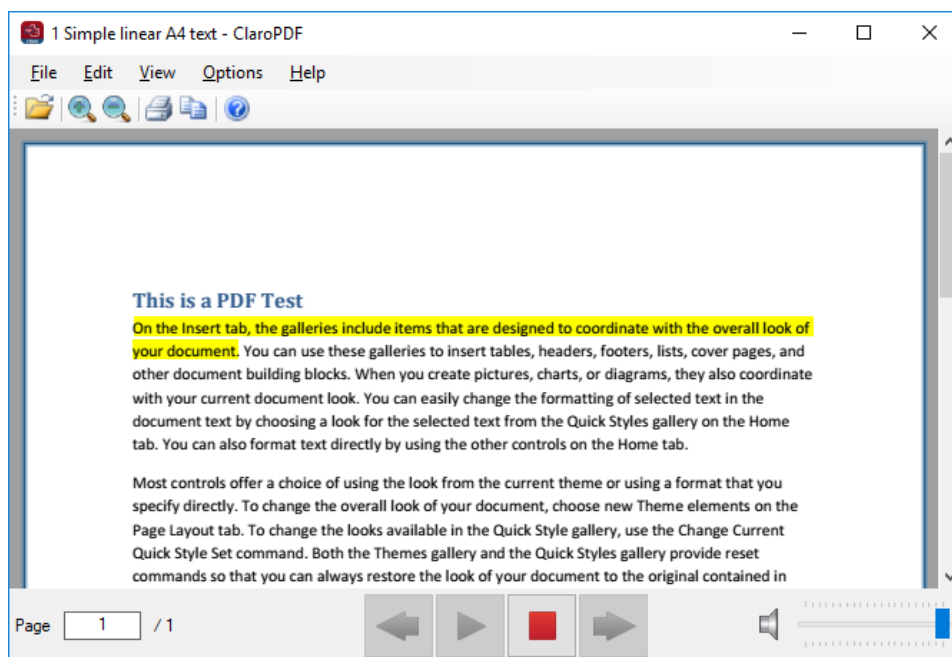 1 Simple linear A4 text - ClaroPDF
File Edit View Options Help
This is a PDF Test
On the Insert tab, the galleries include items that are designed to coordinate with the overall look of
your document. You can use these galleries to insert tables, headers, footers, lists, cover pages, and
other document building blocks. When you create pictures, charts, or diagrams, they also coordinate
with your current document look. You can easily change the formatting of selected text in the
document text by choosing a look for the selected text from the Quick Styles gallery on the Home
tab. You can also format text directly by using the other controls on the Home tab.
Most controls offer a choice of using the look from the current theme or using a format that you
specify directly. To change the overall look of your document, choose new Theme elements on the
Page Layout tab. To change the looks available in the Quick Style gallery, use the Change Current
Quick Style Set command. Both the Themes gallery and the Quick Styles gallery provide reset
commands so that you can always restore the look of your document to the original contained in
Page 1 / 1